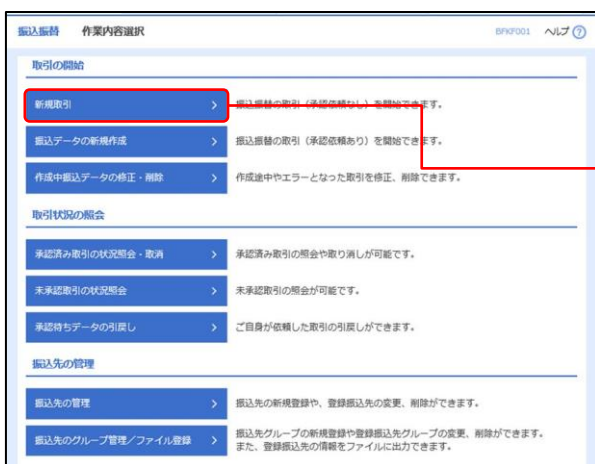 振込振替 作業内容選択 BFKF001 ヘルプ ?
取引の開始
新規取引 > 振込振替の取引（承認依頼なし）を開始できます。
振込データの新規作成 > 振込振替の取引（承認依頼あり）を開始できます。
作成中振込データの修正・削除 > 作成途中やエラーとなった取引を修正、削除できます。
取引状況の照会
承認済み取引の状況照会・取消 > 承認済み取引の照会や取り消しが可能です。
未承認取引の状況照会 > 未承認取引の照会が可能です。
承認待ちデータの引戻し > ご自身が依頼した取引の引戻しができます。
振込先の管理
振込先の管理 > 振込先の新規登録や、登録振込先の変更、削除ができます。
振込先のグループ管理／ファイル登録 > 振込先グループの新規登録や登録振込先グループの変更、削除ができます。
また、登録振込先の情報をファイルに出力できます。